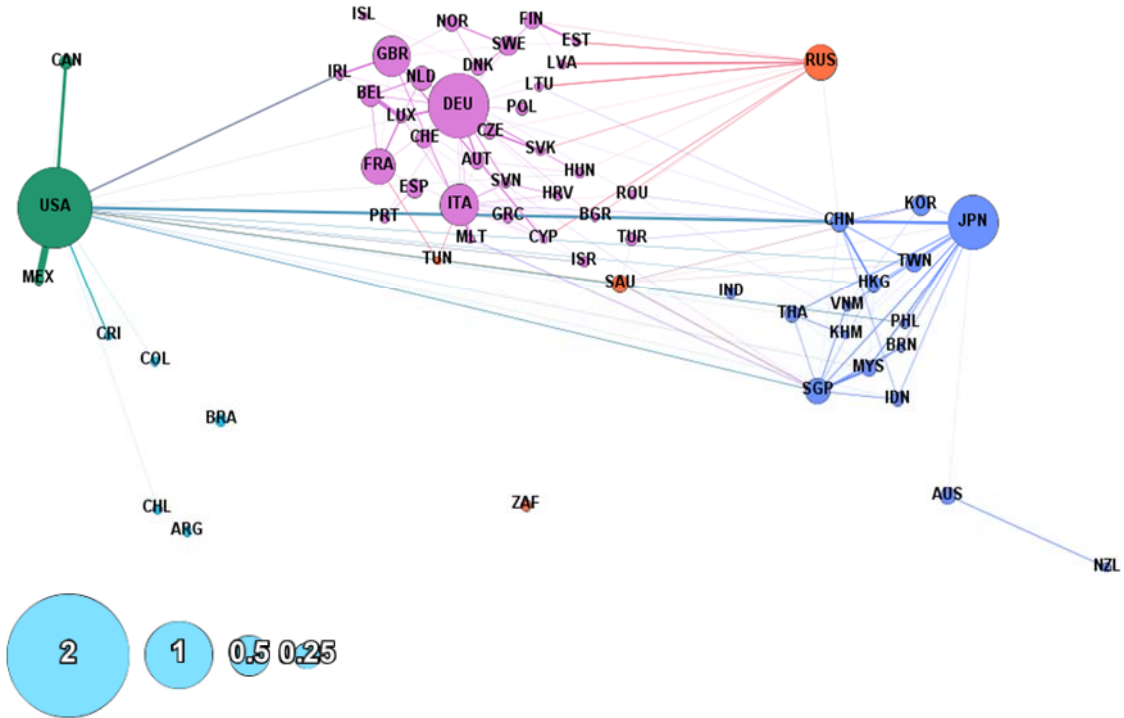 ISL
NOR
FIN
SWE
EST
GBR
CAN
DNK
LVA
RUS
IRL
NLD
LTU
BEL
DEU
POL
LUX
CZE
CHE
SVK
AUT
FRA
HUN
SVN
ESP
HRV
ROU
USA
ITA
KOR
PRT
GRC
BGR
CHN
JPN
MLT
CYP
TUR
TUN
ISR
TWN
MEX
SAU
IND
HKG
VNM
THA
PHL
CRI
KHM
BRN
COL
MYS
SGP
IDN
BRA
AUS
CHL
ZAF
ARG
NZL
2 1 0.5 0.25